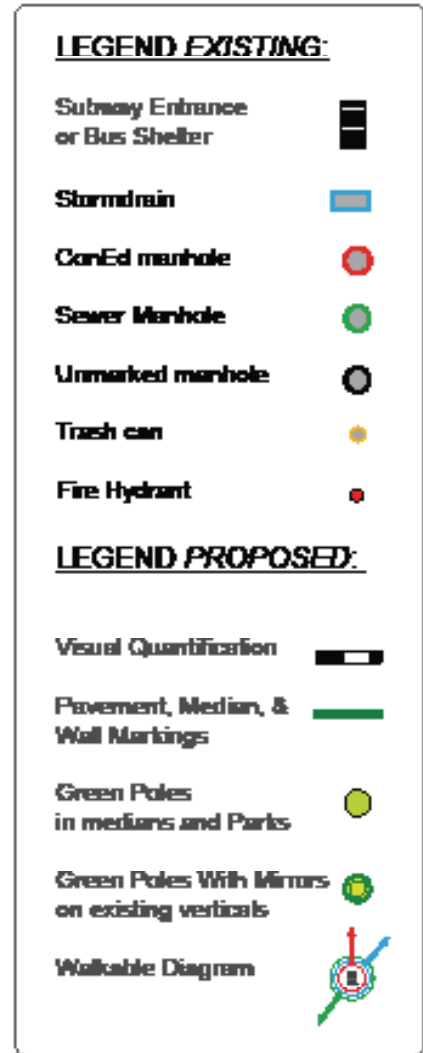 LEGEND EXISTING:
Subway Entrance
or Bus Shelter
Stormdrain
ConEd manhole
Sewer Manhole
Unmarked manhole
Trash can
Fire Hydrant
LEGEND PROPOSED:
Visual Quantification
Pavement, Median, &
Wall Markings
Green Poles
in medians and Parks
Green Poles With Mirrors
on existing verticals
Walkable Diagram